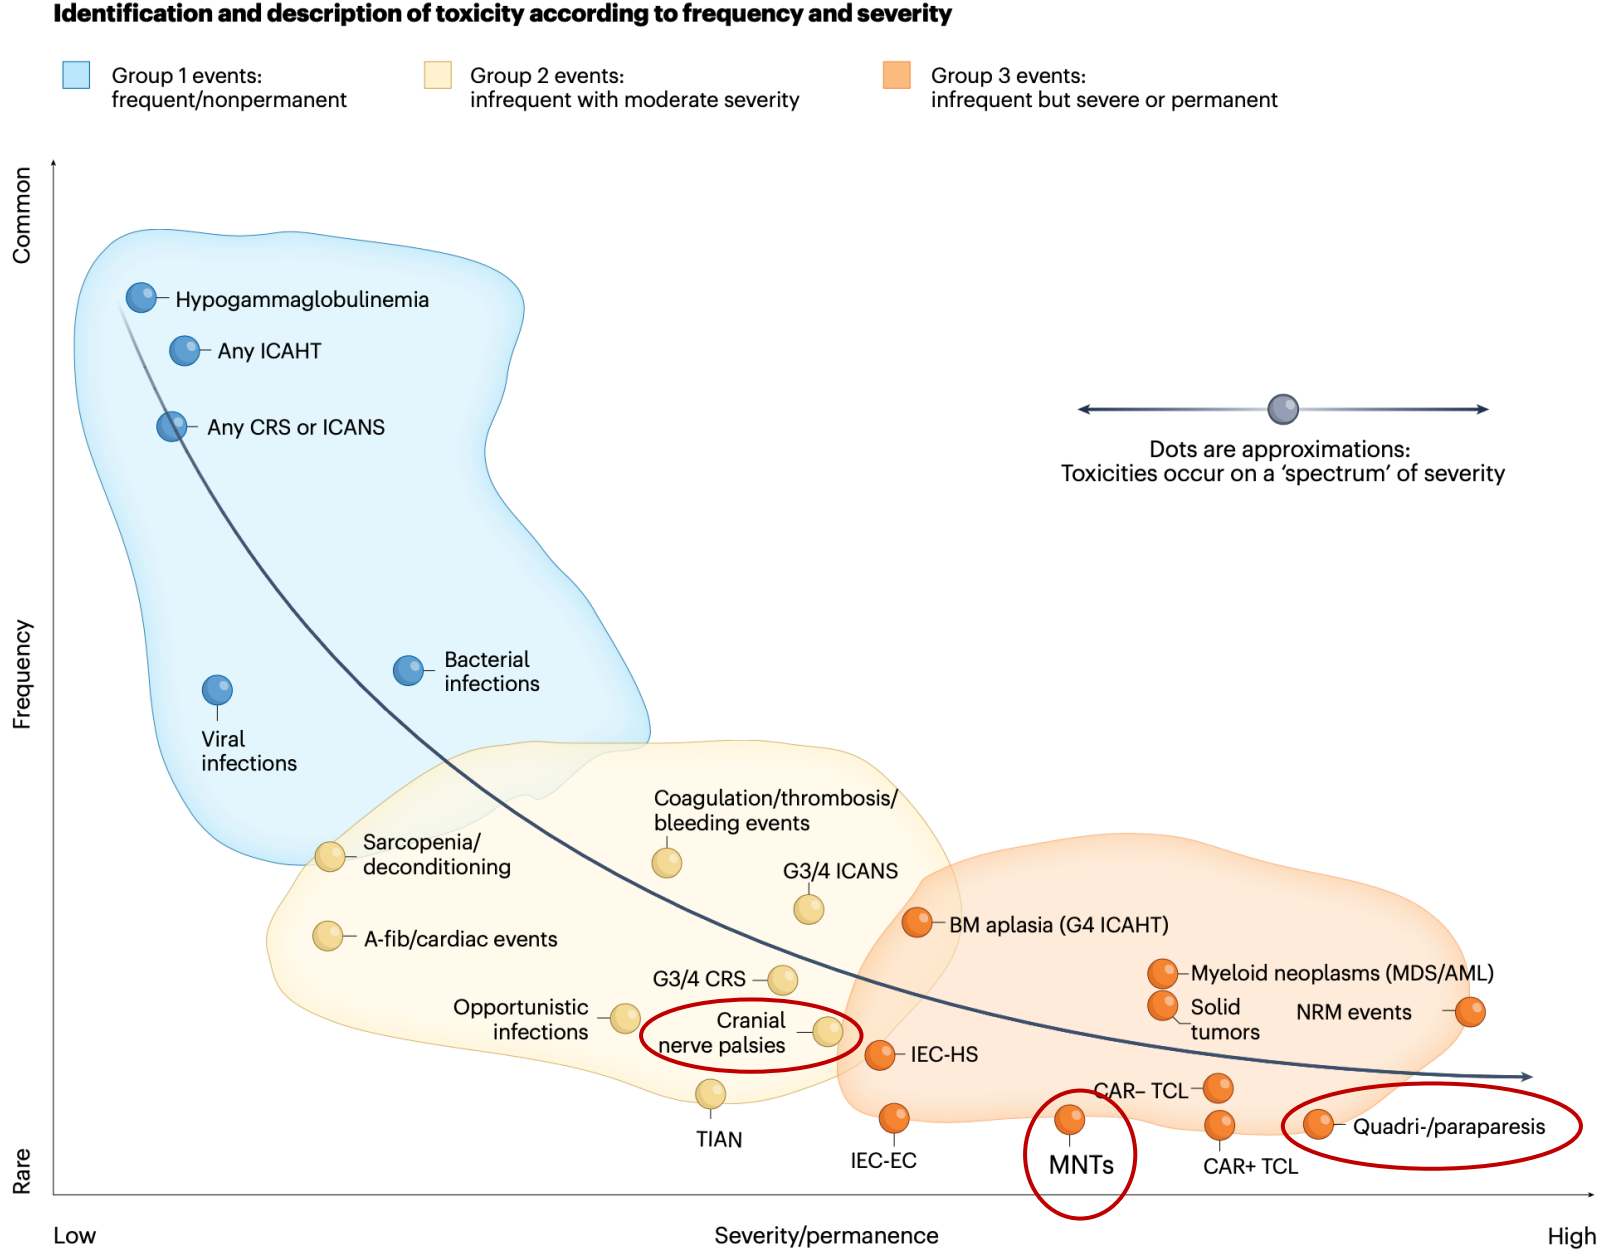 Identification and description of toxicity according to frequency and severity
Group 1 events:
frequent/nonpermanent
Group 2 events:
infrequent with moderate severity
Group 3 events:
infrequent but severe or permanent
Common
Frequency
Rare
Hypogammaglobulinemia
Any ICAHT
Any CRS or ICANS
Dots are approximations:
Toxicities occur on a ‘spectrum’ of severity
Bacterial
infections
Viral
infections
Coagulation/thrombosis/
bleeding events
Sarcopenia/
deconditioning
G3/4 ICANS
A-fib/cardiac events
BM aplasia (G4 ICAHT)
G3/4 CRS
Myeloid neoplasms (MDS/AML)
Opportunistic
infections
Cranial
nerve palsies
Solid
tumors
NRM events
IEC-HS
CAR– TCL
TIAN
IEC-EC
MNTs
CAR+ TCL
Quadri-/paraparesis
Low
Severity/permanence
High